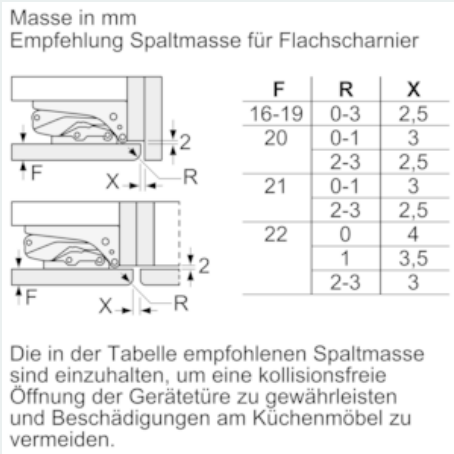 Masse in mm
Empfehlung Spaltmasse für Flachscharnier
F R X
16-19 0-3 2,5
20 0-1 3
2-3 2,5
21 0-1 3
2-3 2,5
22 0 4
1 3,5
2-3 3
2
F
X R
2
F
X R
Die in der Tabelle empfohlenen Spaltmasse
sind einzuhalten, um eine kollisionsfreie
Öffnung der Gerätetüre zu gewährleisten
und Beschädigungen am Küchenmöbel zu
vermeiden.